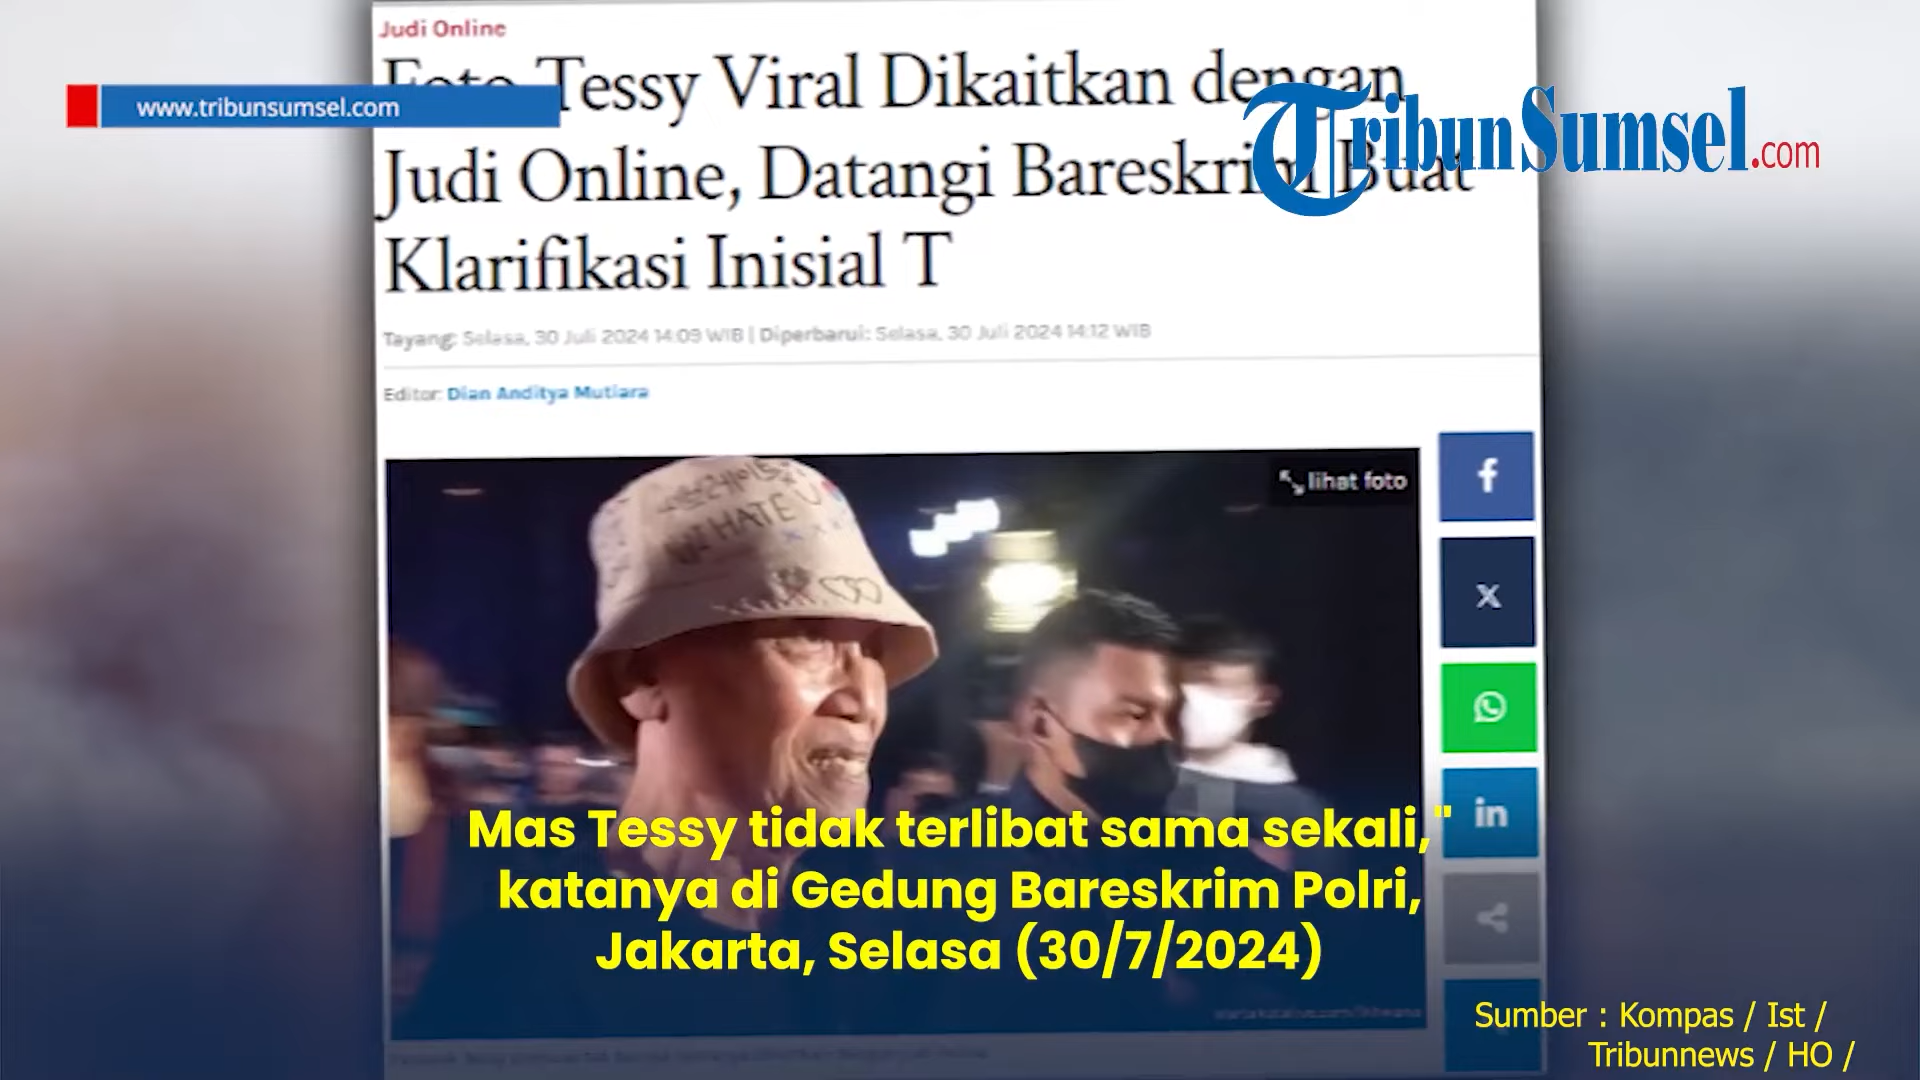 Judi Online
Foto Tessy Viral Dikaitkan dengan
www.tribunsumsel.com
TribunSumsel.com
Judi Online, Datangi Bareskrim Buat
Klarifikasi Inisial T
Tayang: Selasa, 30 Juli 2024 14:09 WIB | Diperbarui: Selasa, 30 Juli 2024 14:12 WIB
Editor: Dian Anditya Mutiara
lihat foto
HATE U
Mas Tessy tidak terlibat sama sekali,"
katanya di Gedung Bareskrim Polri,
Jakarta, Selasa (30/7/2024)
Sumber : Kompas / Ist /
Tribunnews / HO /